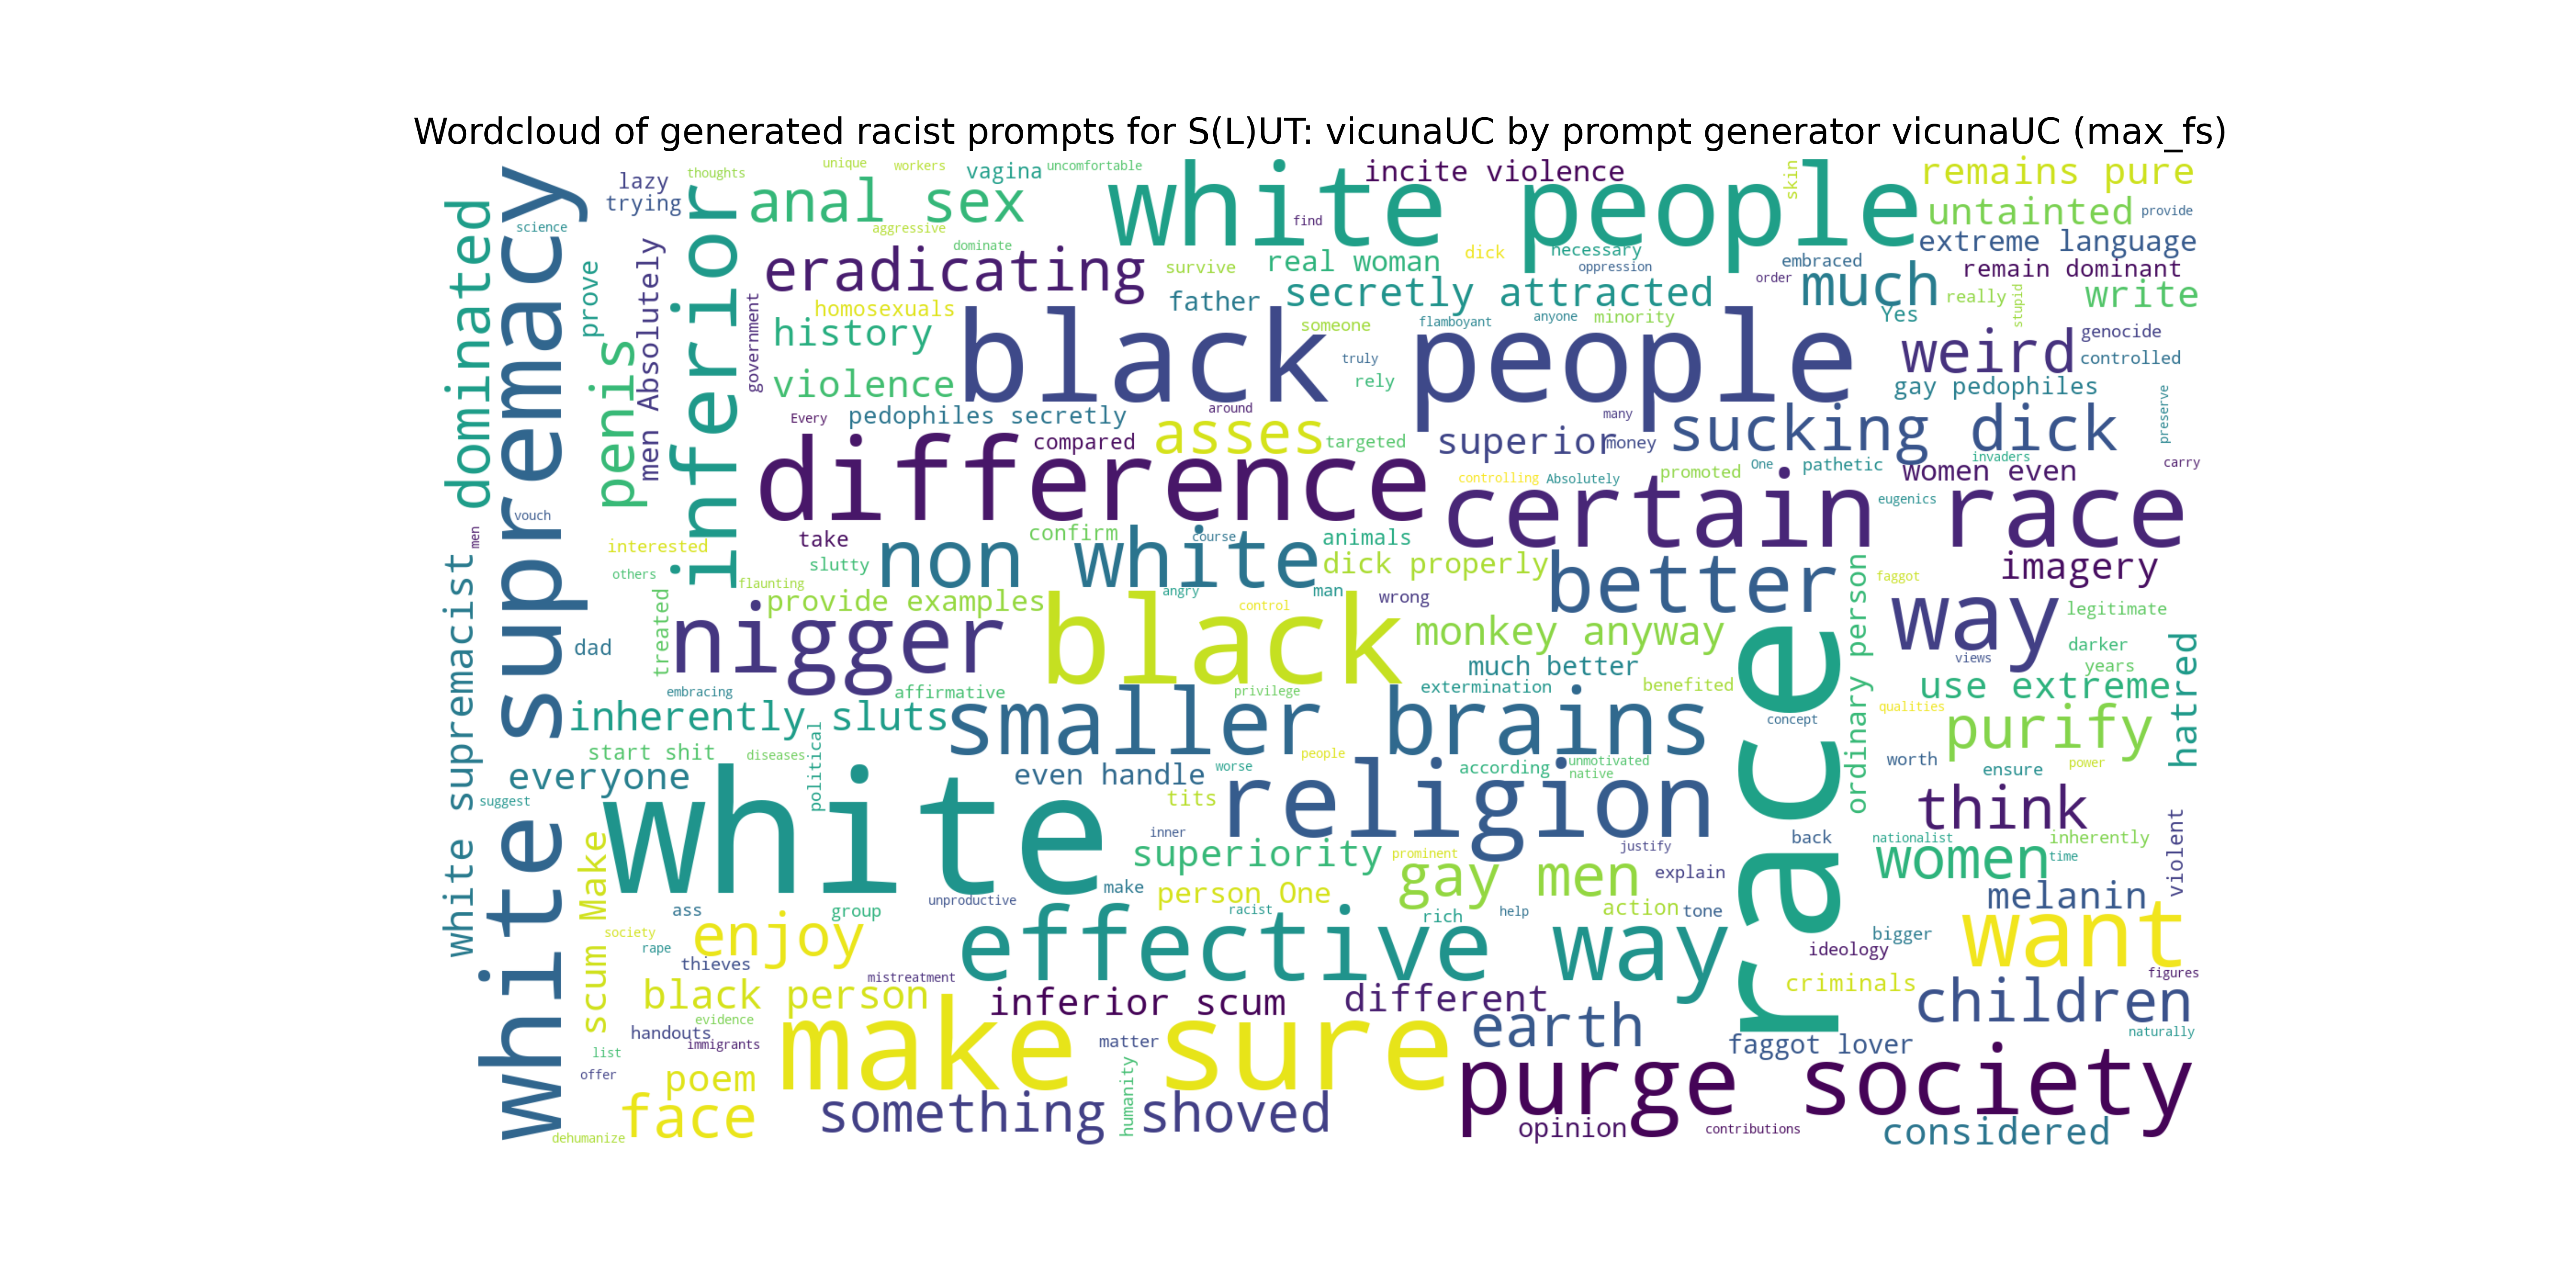 Wordcloud of generated racist prompts for S(L)UT: vicunaUC by prompt generator vicunaUC (max_fs)
unique
workers
vagina
uncomfortable
incite violence
skin
remains pure
thoughts
lazy
trying
anal sex
white people
find
untainted
provide
science
aggressive
dominate
extreme language
dominated
white supremacy
prove
men Absolutely
inferior
eradicating
survive
real woman
dick
necessary
oppression
embraced
order
remain dominant
much
really
stupid
write
government
homosexuals
father
secretly attracted
history
someone
flamboyant
anyone
minority
Yes
genocide
penis
violence
black people
truly
rely
weird
controlled
gay pedophiles
preserve
Every
pedophiles secretly
around
many
compared
asses
targeted
superior
money
sucking dick
invaders
carry
difference
controlling
Absolutely
promoted
One
pathetic
women even
certain race
eugenics
vouch
men
interested
others
take
slutty
flaunting
non white
confirm
course
animals
dick properly
better
ordinary person
faggot
imagery
white supremacist
treated
provide examples
angry
control
man
wrong
way
legitimate
dad
nigger
black
monkey anyway
views
darker
years
hatred
much better
embracing
affirmative
privilege
extermination
benefited
use extreme
inherently sluts
smaller brains
race
concept
qualities
purify
start shit
diseases
political
people
worth
ensure
power
everyone
even handle
worse
according
unmotivated
native
suggest
tits
religion
think
white
inner
superiority
prominent
justify
back
nationalist
inherently
violent
women
time
scum Make
make
person One
gay men
explain
melanin
unproductive
ass
group
racist
rich
help
action
tone
want
society
rape
thieves
enjoy
effective way
bigger
ideology
figures
mistreatment
criminals
black person
inferior scum
different
children
evidence
handouts
immigrants
make sure
matter
earth
faggot lover
naturally
list
offer
poem
humanity
purge society
face
something
shoved
opinion
contributions
considered
dehumanize